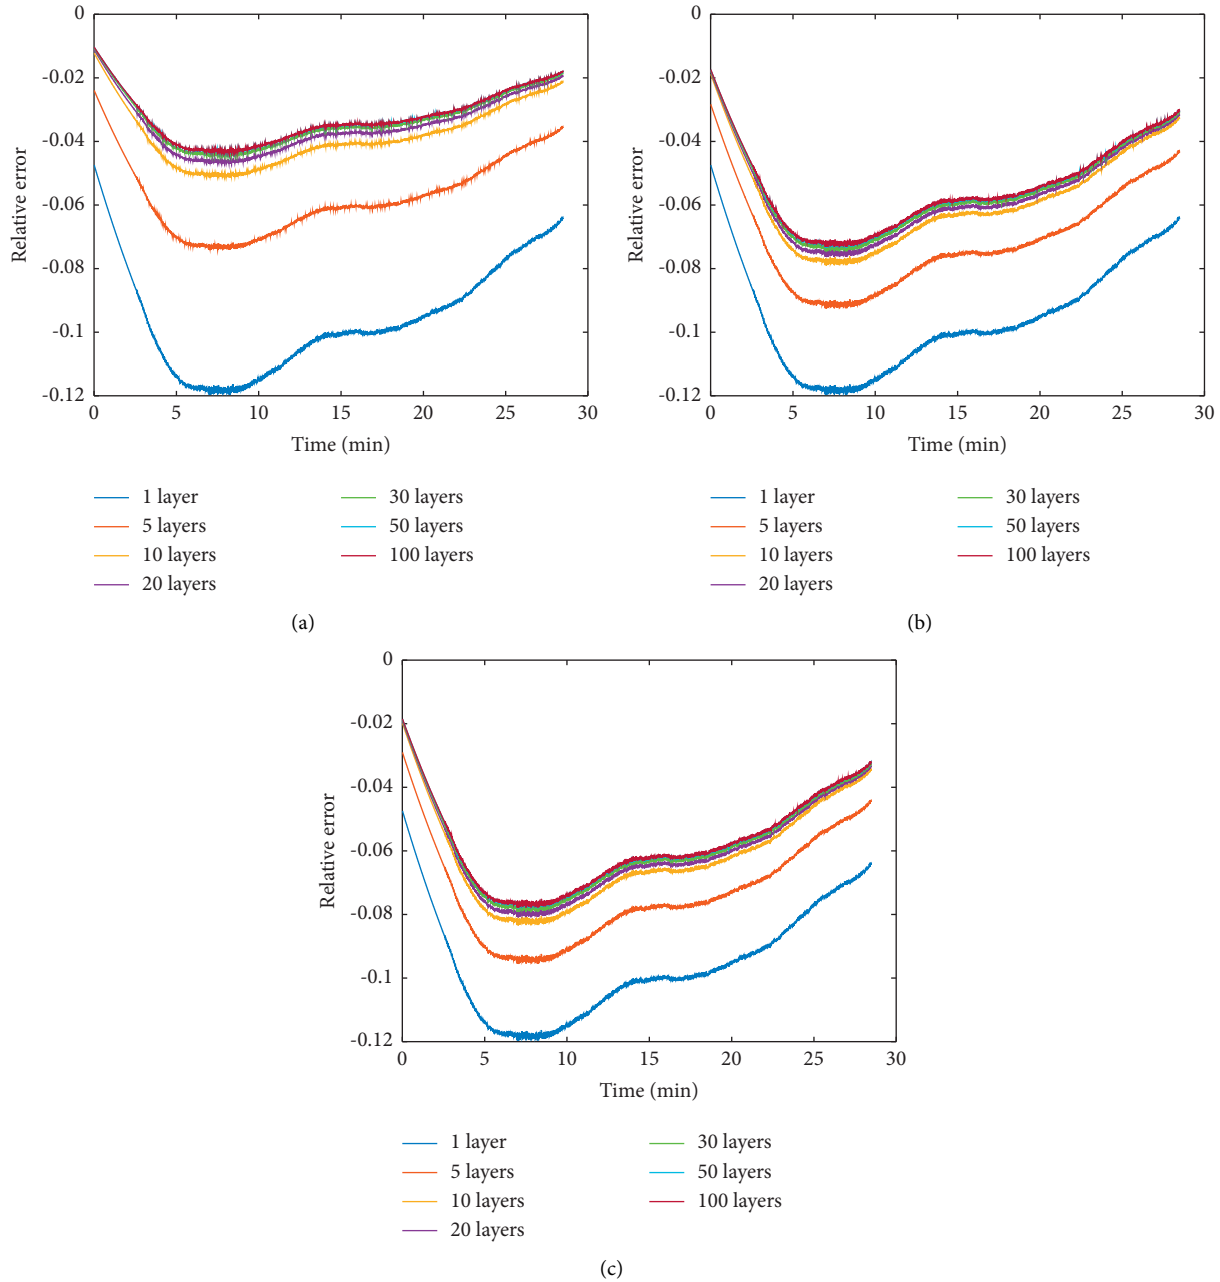 0
-0.02
-0.04
-0.06
-0.08
-0.1
-0.12
Relative error
0 5 10 15 20 25 30
Time (min)
1 layer
5 layers
10 layers
20 layers
30 layers
50 layers
100 layers
(a)
0
-0.02
-0.04
-0.06
-0.08
-0.1
-0.12
Relative error
0 5 10 15 20 25 30
Time (min)
1 layer
5 layers
10 layers
20 layers
30 layers
50 layers
100 layers
(b)
0
-0.02
-0.04
-0.06
-0.08
-0.1
-0.12
Relative error
0 5 10 15 20 25 30
Time (min)
1 layer
5 layers
10 layers
20 layers
30 layers
50 layers
100 layers
(c)